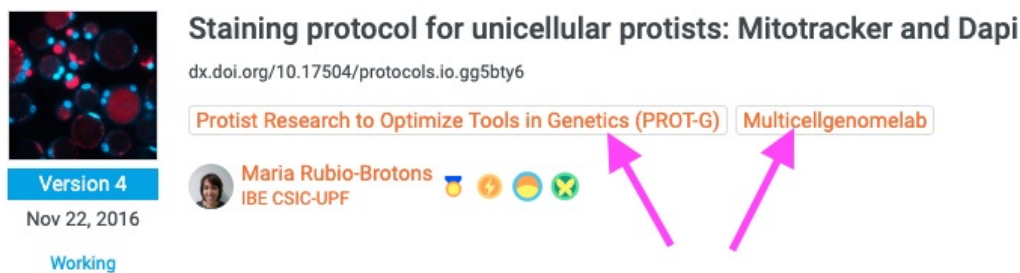 Staining protocol for unicellular protists: Mitotracker and Dapi
dx.doi.org/10.17504/protocols.io.gg5bty6
Protist Research to Optimize Tools in Genetics (PROT-G) Multicellgenomelab
Maria Rubio-Brotons
IBE CSIC-UPF
Version 4
Nov 22, 2016
Working